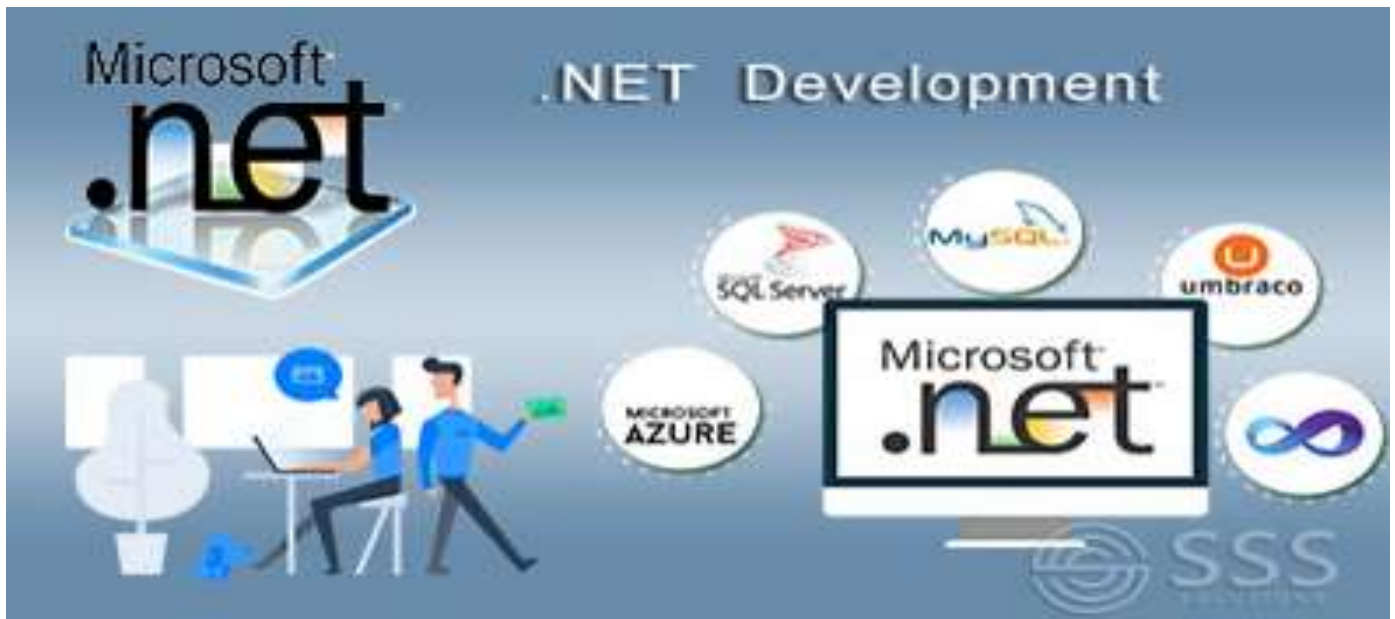 Microsoft
.net
.NET Development
MySQL
SQL Server
umbraco
MICROSOFT
AZURE
Microsoft
.net
SSS